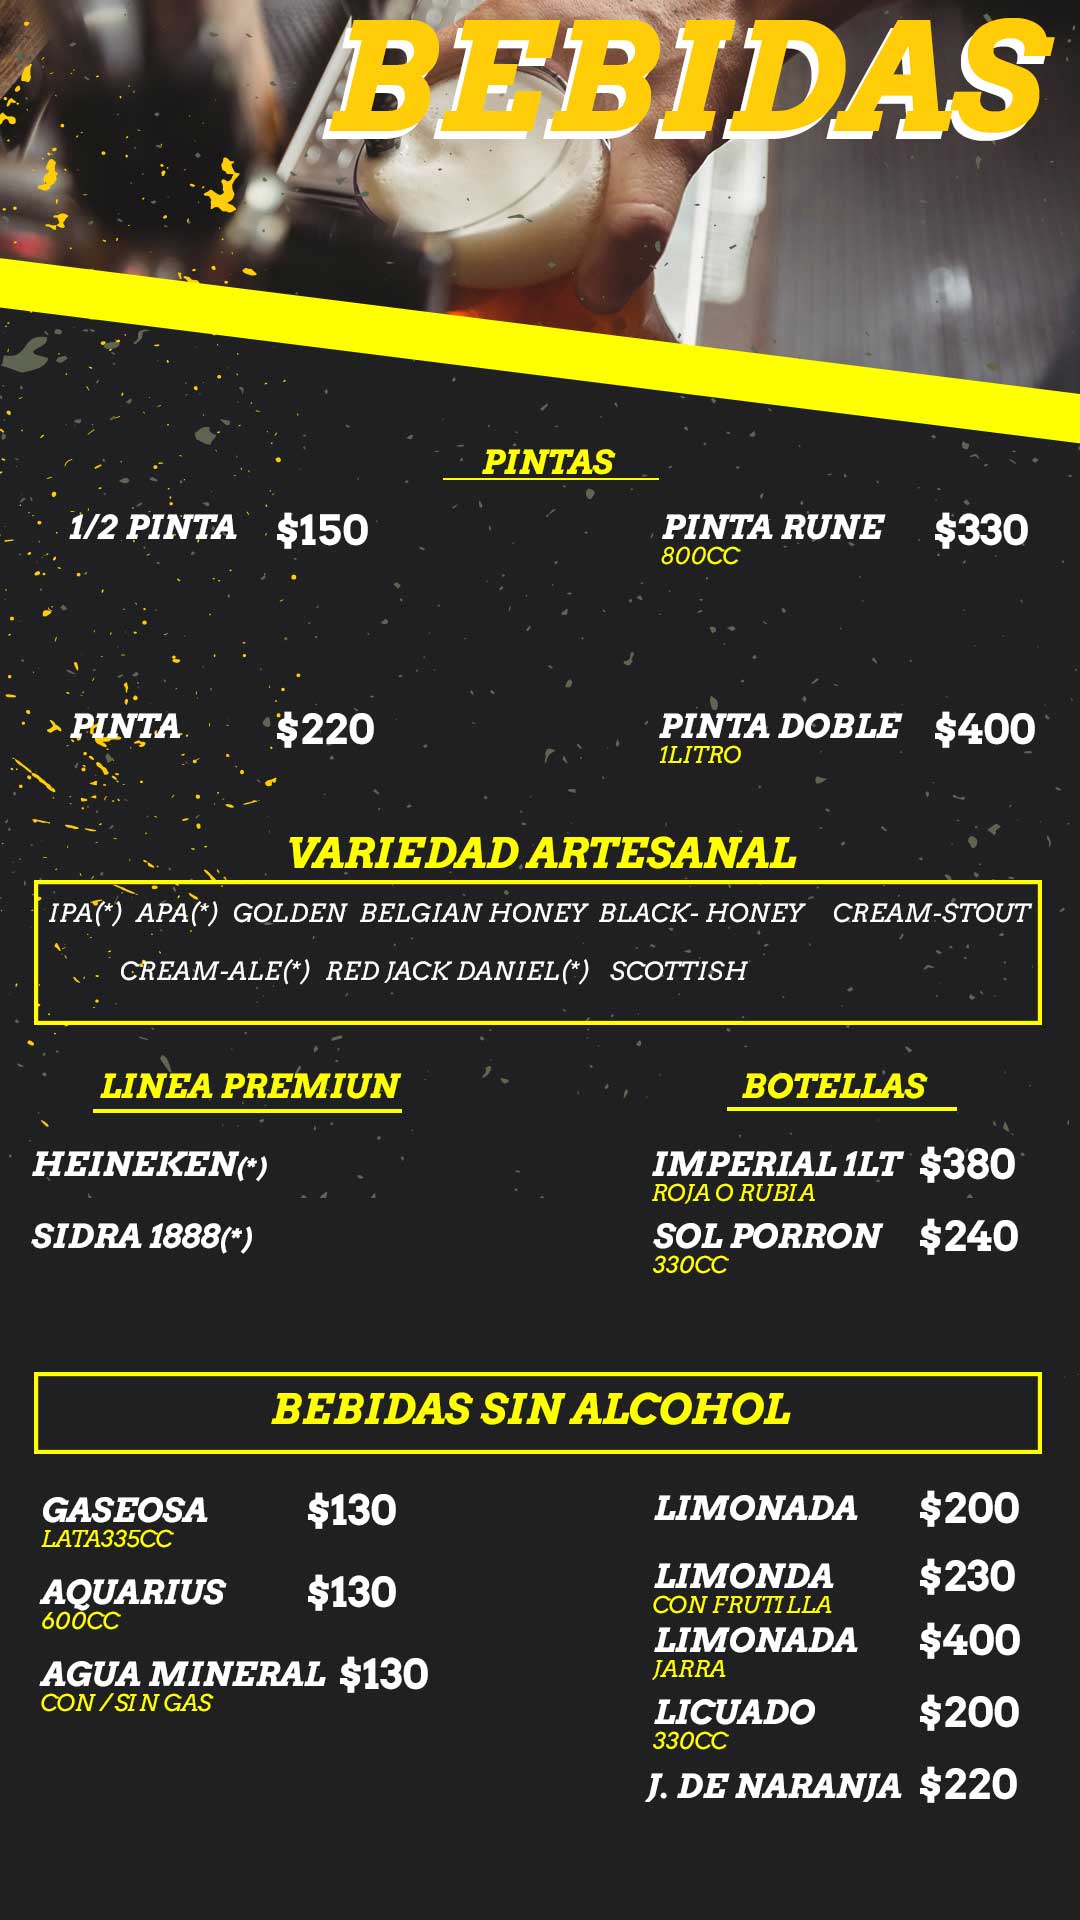 BEBIDAS
PINTAS
1/2 PINTA $150
PINTA RUNE $330
800CC
PINTA $220
PINTA DOBLE $400
1LITRO
VARIEDAD ARTESANAL
IPA(*) APA(*) GOLDEN BELGIAN HONEY BLACK- HONEY CREAM-STOUT
CREAM-ALE(*) RED JACK DANIEL(*) SCOTTISH
LINEA PREMIUN
HEINEKEN(*)
SIDRA 1888(*)
BOTELLAS
IMPERIAL 1LT $380
ROJA O RUBIA
SOL PORRON $240
330CC
BEBIDAS SIN ALCOHOL
GASEOSA $130
LATA335CC
AQUARIUS $130
600CC
AGUA MINERAL $130
CON / SIN GAS
LIMONADA $200
LIMONDA $230
CON FRUTILLA
LIMONADA $400
JARRA
LICUADO $200
330CC
J. DE NARANJA $220